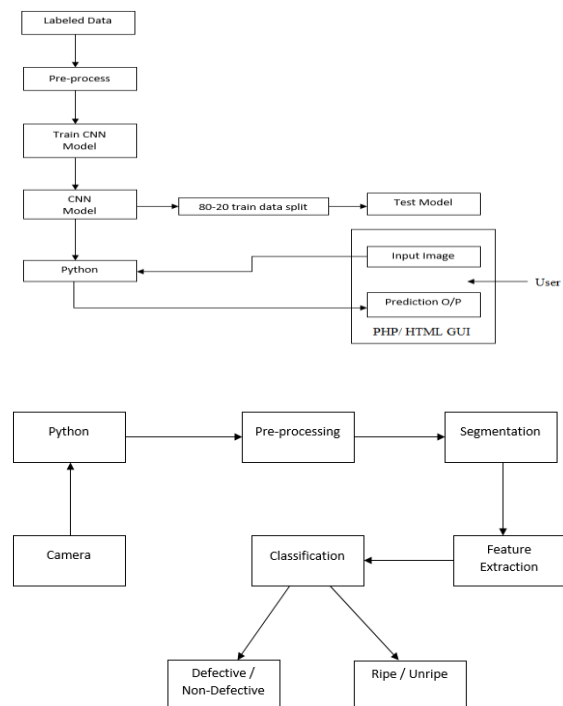 Labeled Data
Pre-process
Train CNN
Model
CNN
Model
80-20 train data split
Test Model
Python
Input Image
User
Prediction O/P
PHP/ HTML GUI
Python
Pre-processing
Segmentation
Camera
Classification
Feature
Extraction
Defective /
Non-Defective
Ripe / Unripe